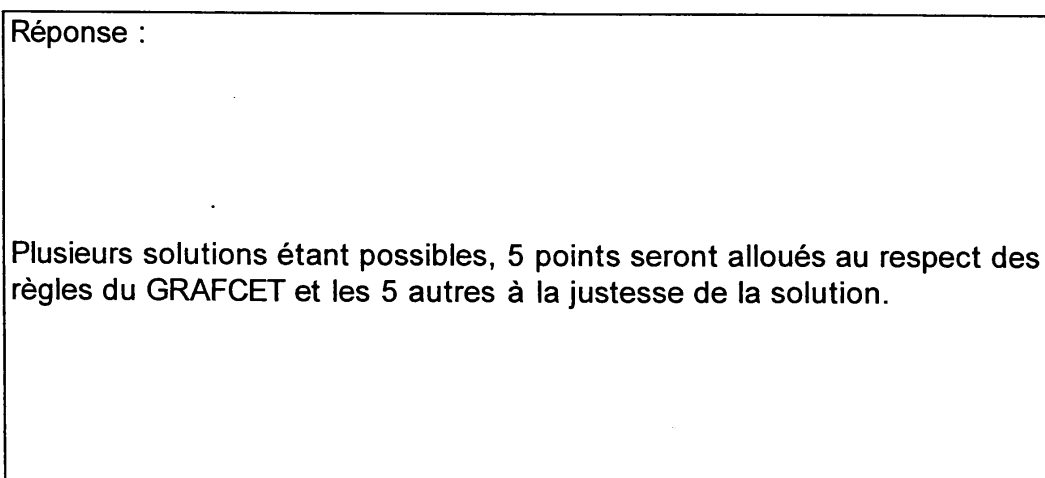 Réponse :
Plusieurs solutions étant possibles, 5 points seront alloués au respect des
règles du GRAFCET et les 5 autres à la justesse de la solution.